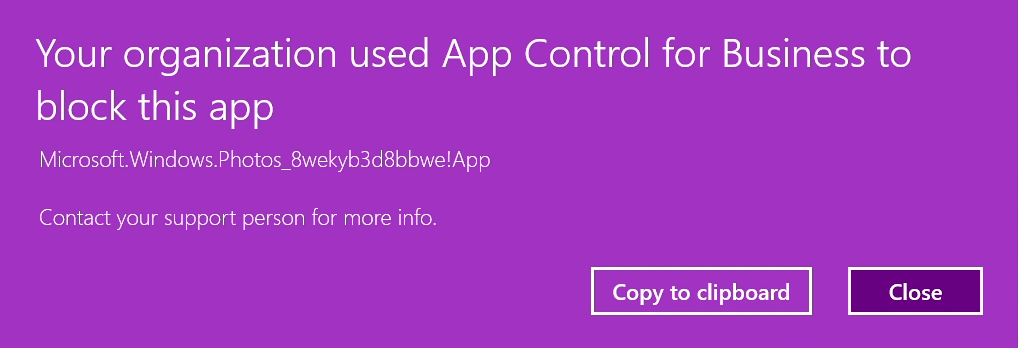 Your organization used App Control for Business to
block this app
Microsoft.Windows.Photos_8wekyb3d8bbwe!App
Contact your support person for more info.
Copy to clipboard
Close